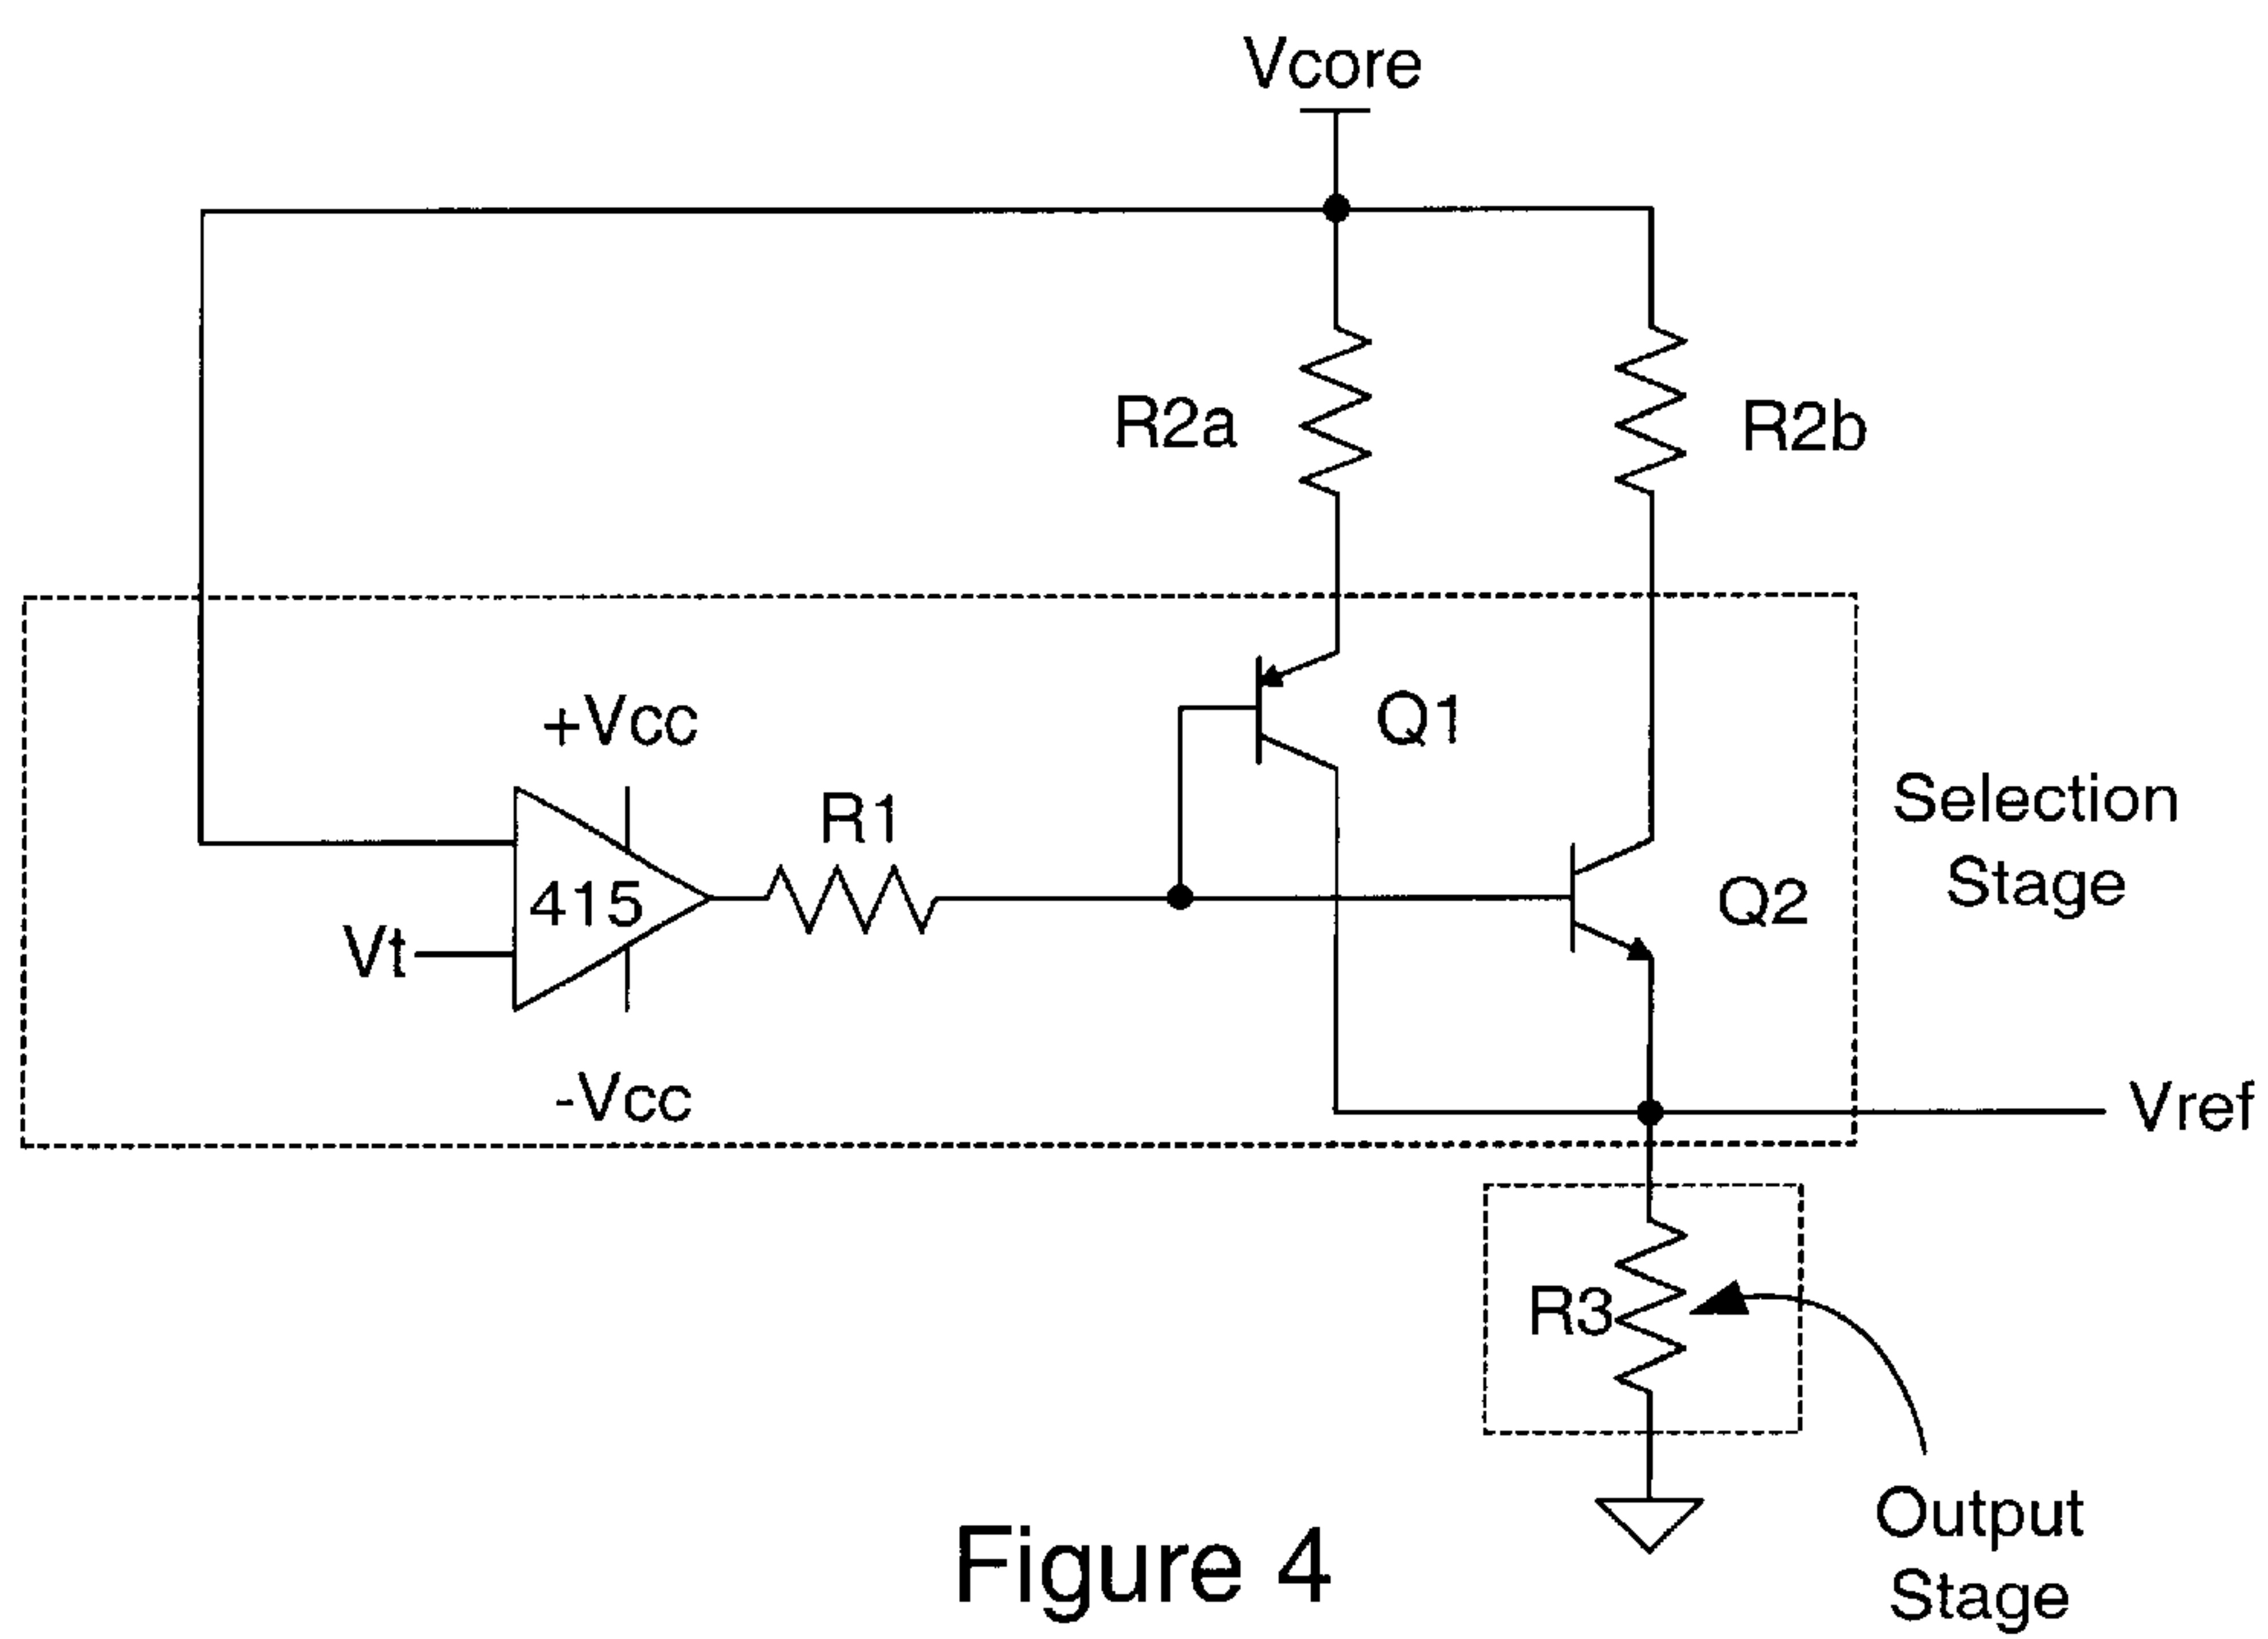 Vcore
R2a
R2b
+Vcc
Q1
R1
Selection
Stage
415
Q2
Vt
-Vcc
Vref
R3
Output
Stage
Figure 4